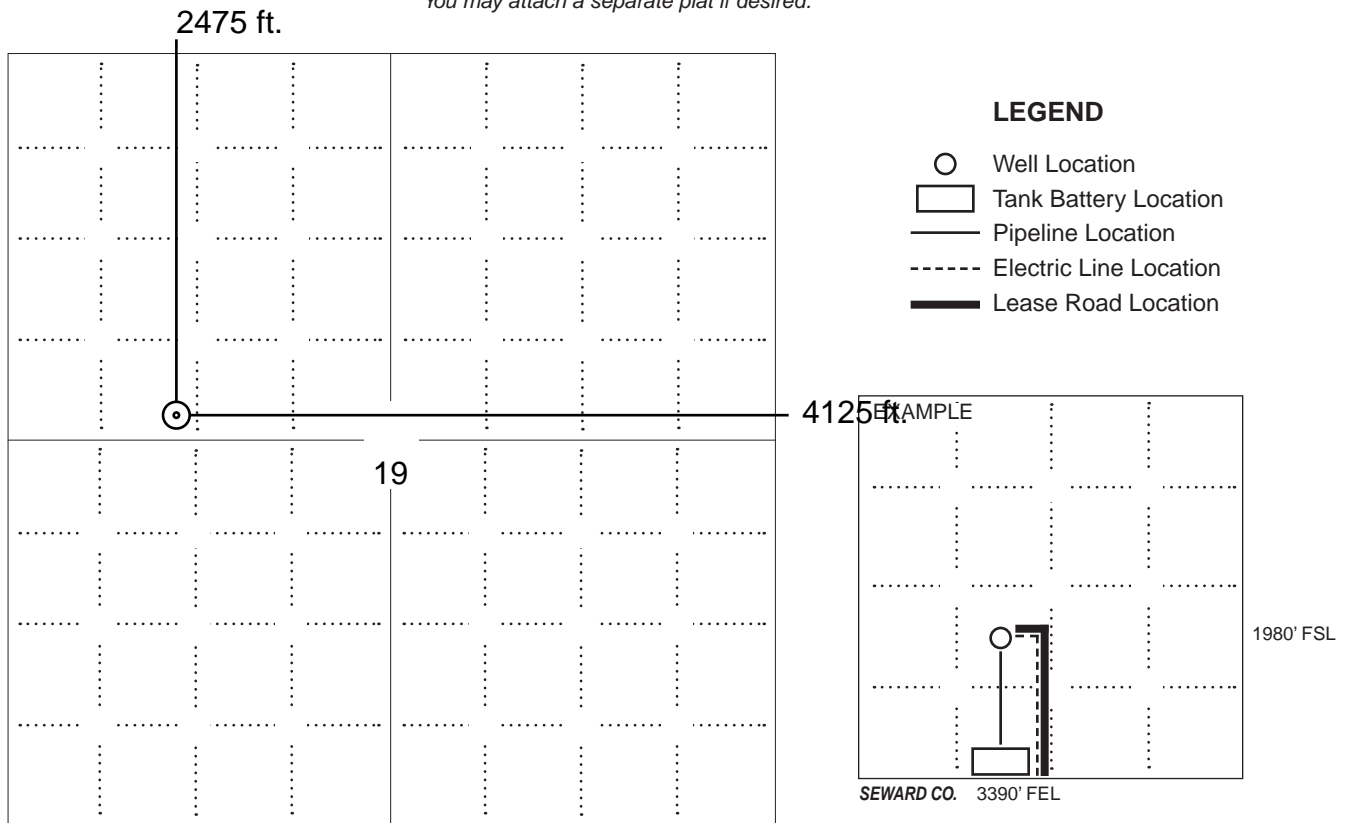 You may attach a separate plat if desired.
2475 ft.
LEGEND
Well Location
Tank Battery Location
Pipeline Location
Electric Line Location
Lease Road Location
4125 ft.
EXAMPLE
19
1980' FSL
SEWARD CO. 3390' FEL